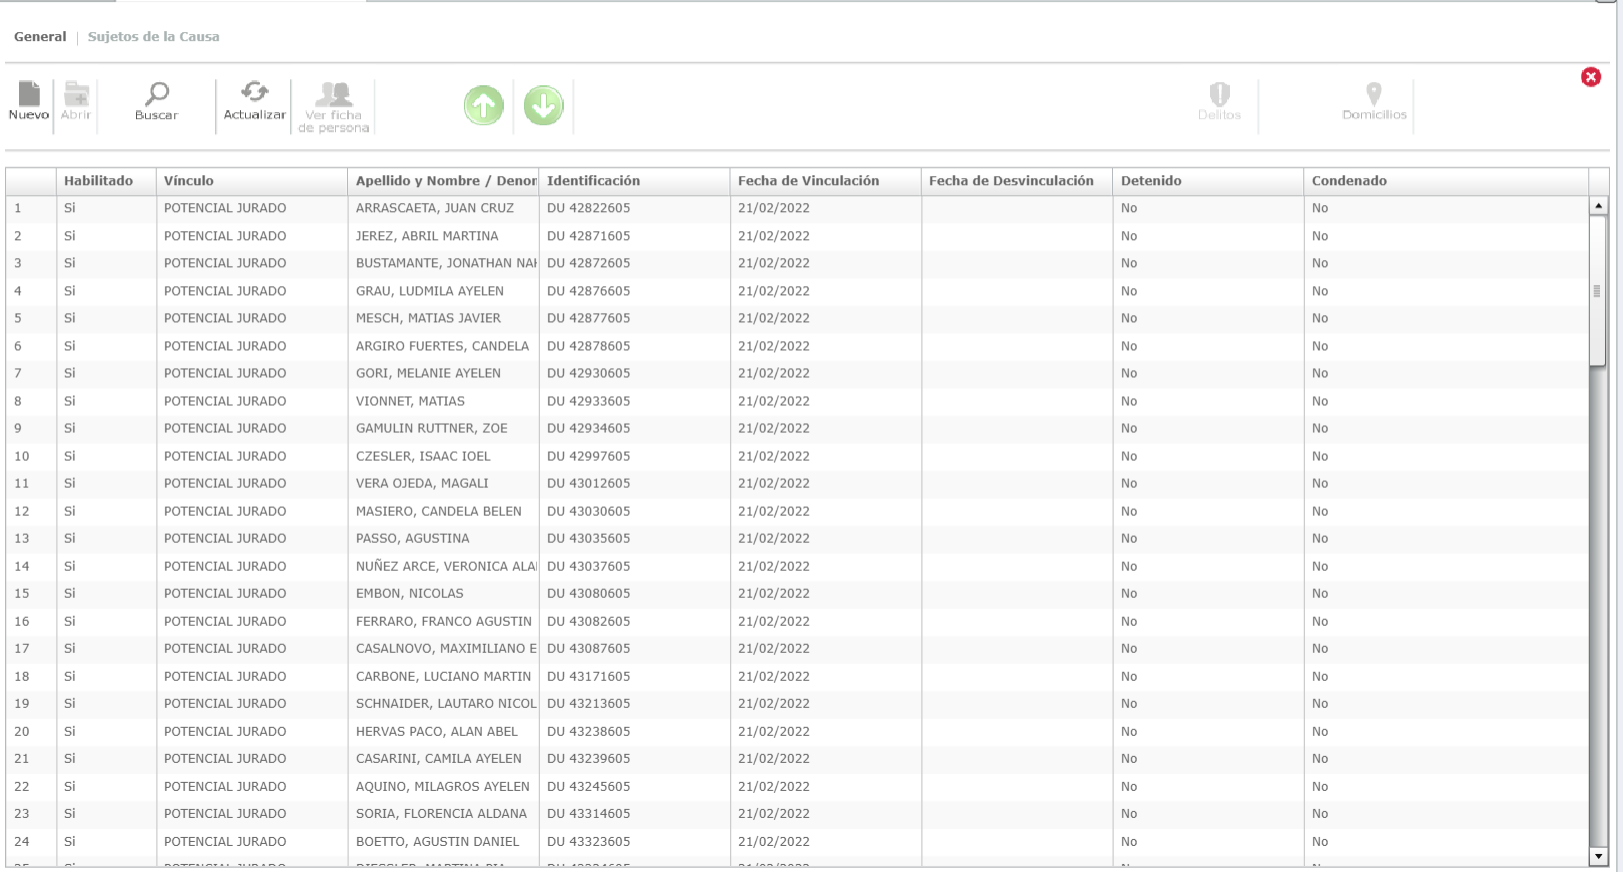 General | Sujetos de la Causa
Nuevo Abrir Buscar Actualizar Ver ficha de persona Delitos Domicilios
Habilitado Vínculo Apellido y Nombre / Denor Identificación Fecha de Vinculación Fecha de Desvinculación Detenido Condenado
1 Si POTENCIAL JURADO ARRASCAETA, JUAN CRUZ DU 42822605 21/02/2022 No No
2 Si POTENCIAL JURADO JEREZ, ABRIL MARTINA DU 42871605 21/02/2022 No No
3 Si POTENCIAL JURADO BUSTAMANTE, JONATHAN NAH DU 42872605 21/02/2022 No No
4 Si POTENCIAL JURADO GRAU, LUDMILA AYELEN DU 42876605 21/02/2022 No No
5 Si POTENCIAL JURADO MESCH, MATIAS JAVIER DU 42877605 21/02/2022 No No
6 Si POTENCIAL JURADO ARGIRO FUERTES, CANDELA DU 42878605 21/02/2022 No No
7 Si POTENCIAL JURADO GORI, MELANIE AYELEN DU 42930605 21/02/2022 No No
8 Si POTENCIAL JURADO VIONNET, MATIAS DU 42933605 21/02/2022 No No
9 Si POTENCIAL JURADO GAMULIN RUTTNER, ZOE DU 42934605 21/02/2022 No No
10 Si POTENCIAL JURADO CZESLER, ISAAC IOEL DU 42997605 21/02/2022 No No
11 Si POTENCIAL JURADO VERA OJEDA, MAGALI DU 43012605 21/02/2022 No No
12 Si POTENCIAL JURADO MASIERO, CANDELA BELEN DU 43030605 21/02/2022 No No
13 Si POTENCIAL JURADO PASSO, AGUSTINA DU 43035605 21/02/2022 No No
14 Si POTENCIAL JURADO NUÑEZ ARCE, VERONICA ALA DU 43037605 21/02/2022 No No
15 Si POTENCIAL JURADO EMBON, NICOLAS DU 43080605 21/02/2022 No No
16 Si POTENCIAL JURADO FERRARO, FRANCO AGUSTIN DU 43082605 21/02/2022 No No
17 Si POTENCIAL JURADO CASALNOVO, MAXIMILIANO E DU 43087605 21/02/2022 No No
18 Si POTENCIAL JURADO CARBONE, LUCIANO MARTIN DU 43171605 21/02/2022 No No
19 Si POTENCIAL JURADO SCHNAIDER, LAUTARO NICOL DU 43213605 21/02/2022 No No
20 Si POTENCIAL JURADO HERVAS PACO, ALAN ABEL DU 43238605 21/02/2022 No No
21 Si POTENCIAL JURADO CASARINI, CAMILA AYELEN DU 43239605 21/02/2022 No No
22 Si POTENCIAL JURADO AQUINO, MILAGROS AYELEN DU 43245605 21/02/2022 No No
23 Si POTENCIAL JURADO SORIA, FLORENCIA ALDANA DU 43314605 21/02/2022 No No
24 Si POTENCIAL JURADO BOETTO, AGUSTIN DANIEL DU 43323605 21/02/2022 No No